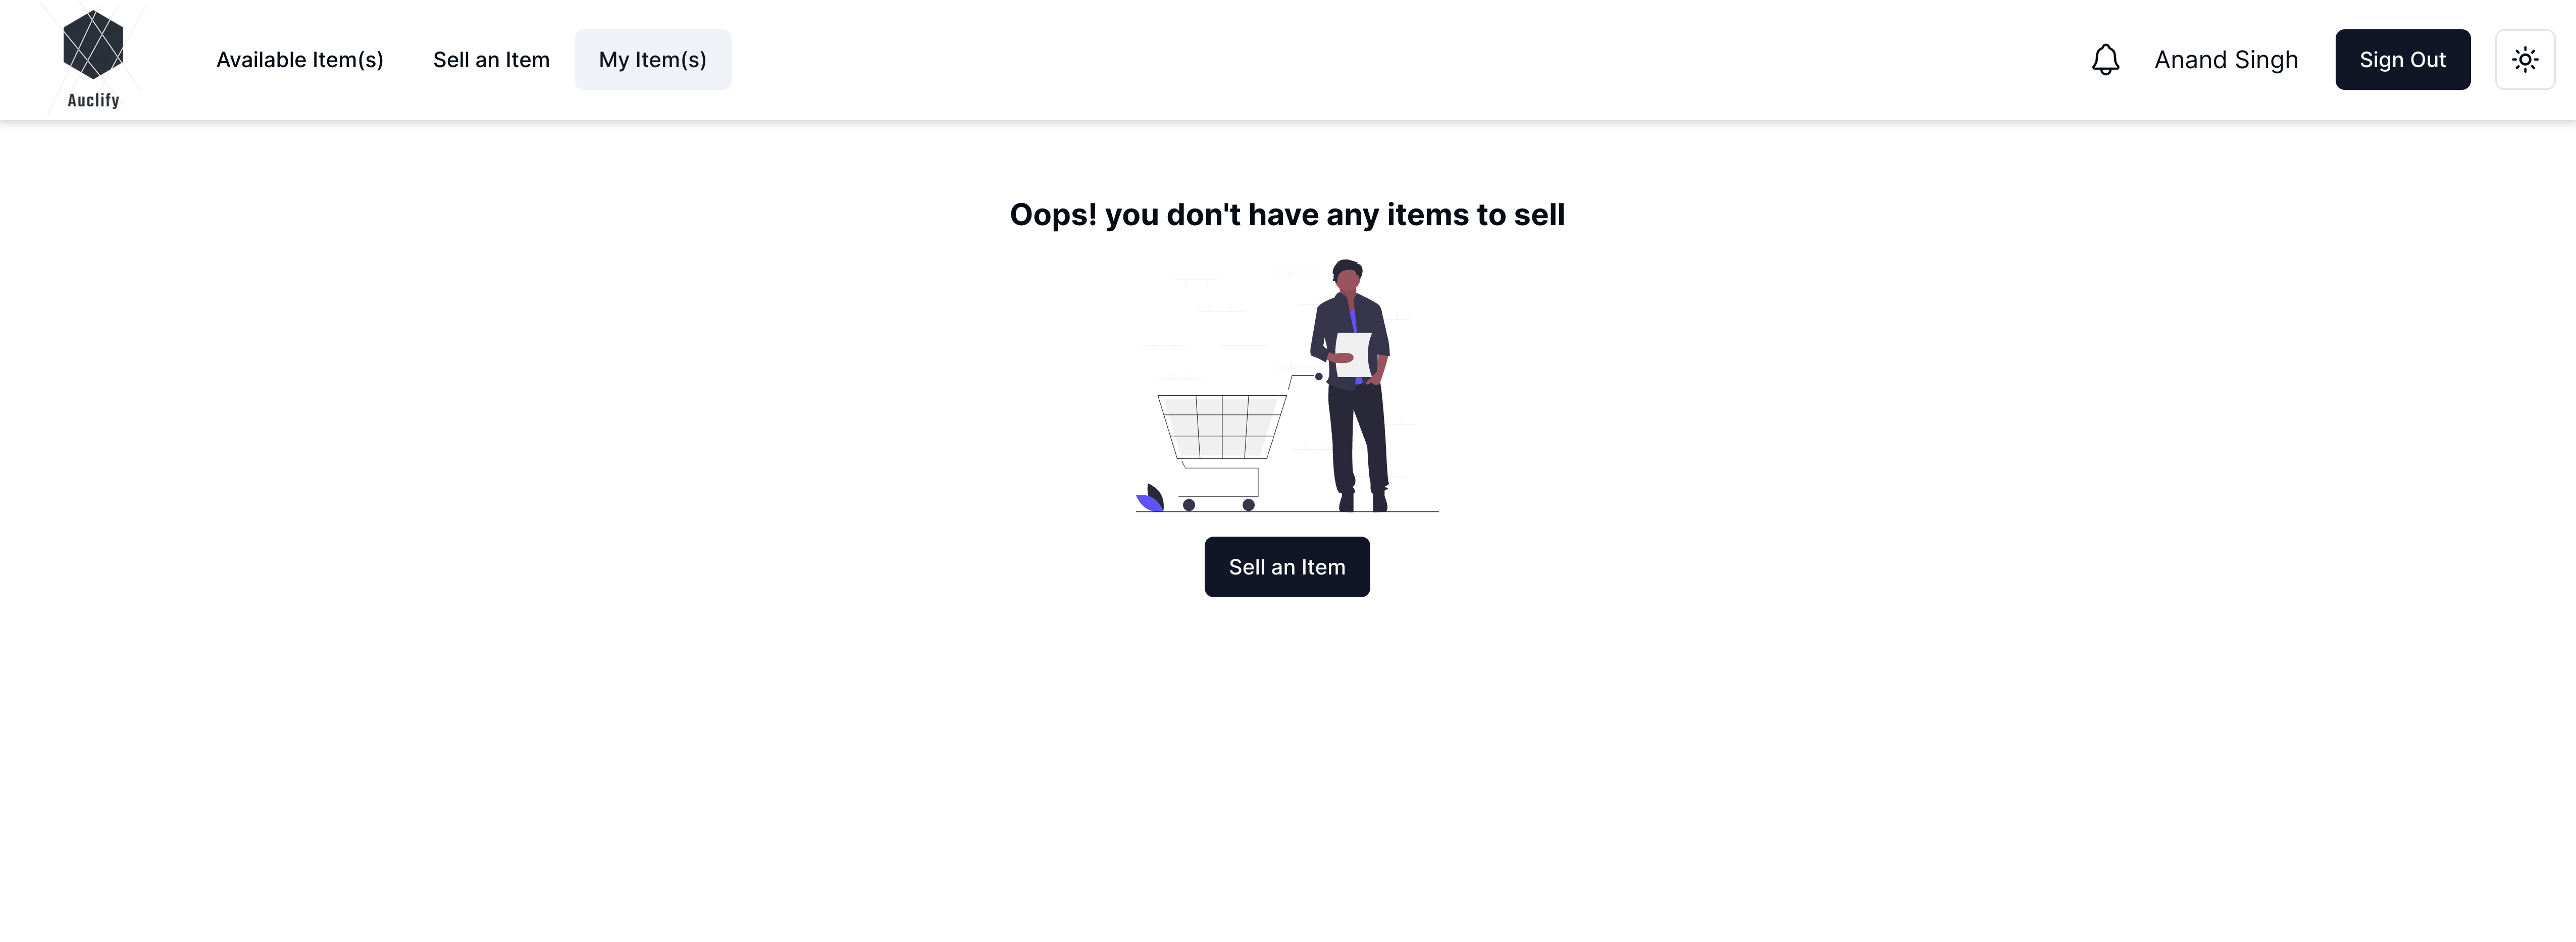 Auclify
Available Item(s)
Sell an Item
My Item(s)
Anand Singh
Sign Out
Oops! you don't have any items to sell
Sell an Item